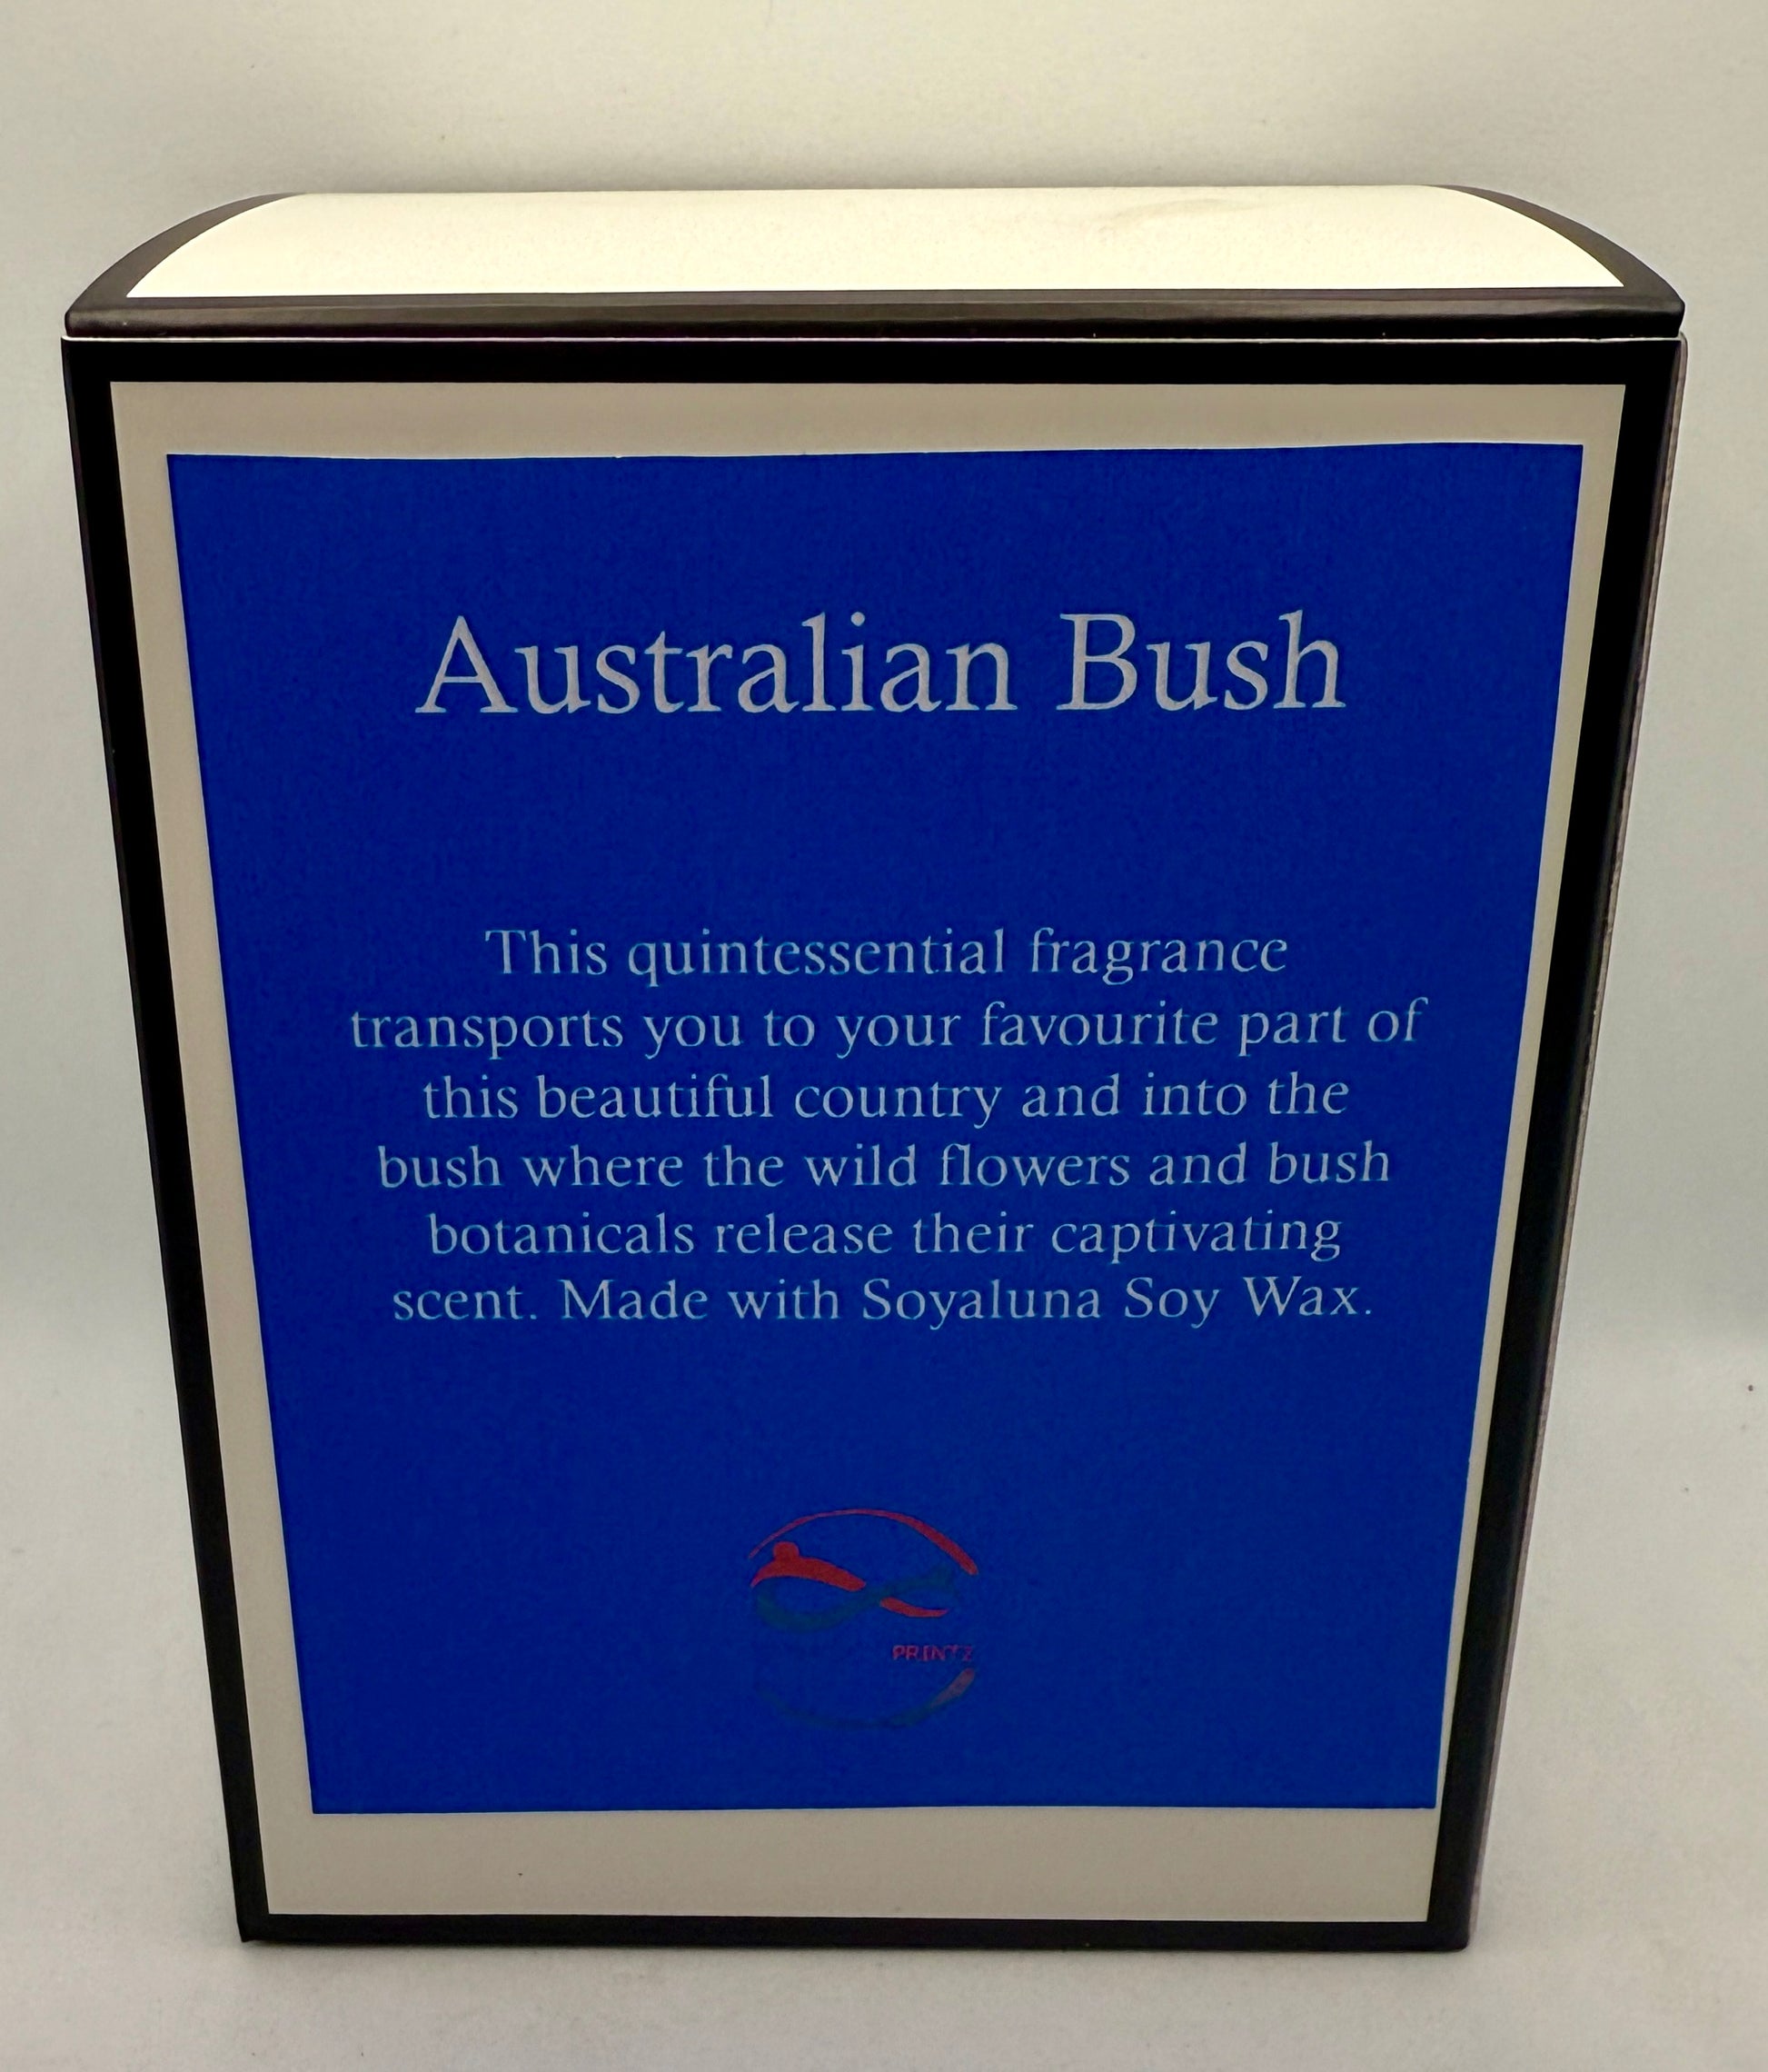 Australian Bush
This quintessential fragrance
transports you to your favourite part of
this beautiful country and into the
bush where the wild flowers and bush
botanicals release their captivating
scent. Made with Soyaluna Soy Wax.
PRINTZ